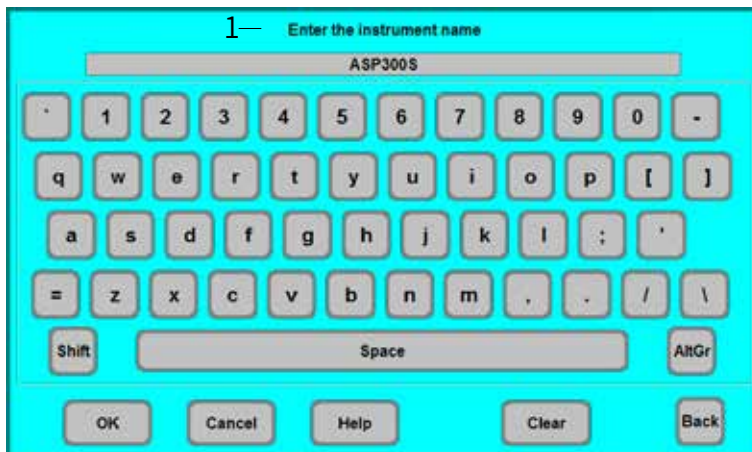 1— Enter the instrument name
ASP300S
` 1 2 3 4 5 6 7 8 9 0 -
q w e r t y u i o p [ ]
a s d f g h j k l ; '
= z x c v b n m , . / \
Shift Space AltGr
OK Cancel Help Clear Back